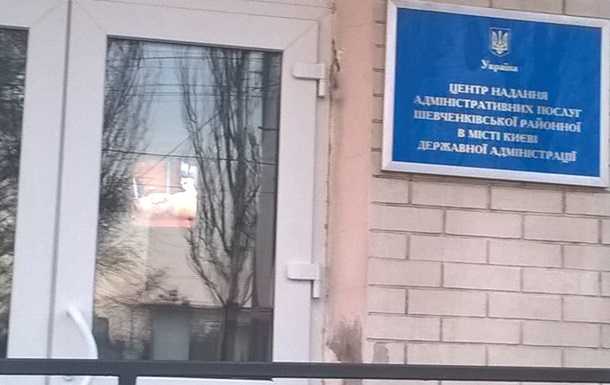 Україна
ЦЕНТР НАДАННЯ
АДМІНІСТРАТИВНИХ ПОСЛУГ
ШЕВЧЕНКІВСЬКОЇ РАЙОННОЇ
В МІСТІ КИЄВІ
ДЕРЖАВНОЇ АДМІНІСТРАЦІЇ